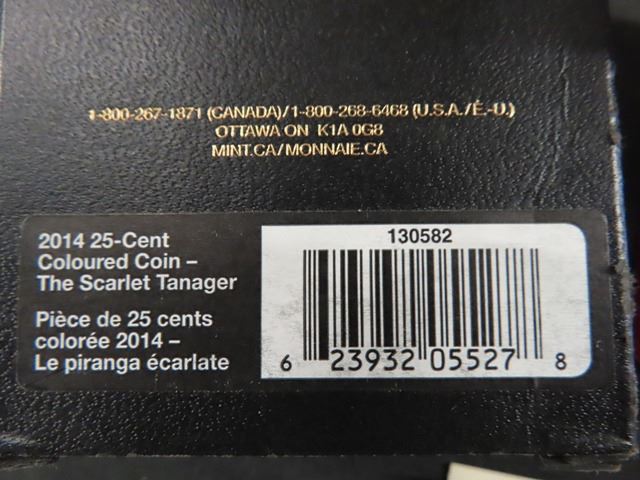 1-800-267-1871 (CANADA)/1-800-268-6468 (U.S.A./É.-U.)
OTTAWA ON K1A 0G8
MINT.CA/MONNAIE.CA
2014 25-Cent
Coloured Coin –
The Scarlet Tanager
Pièce de 25 cents
colorée 2014 –
Le piranga écarlate
130582
6 23932 05527 8